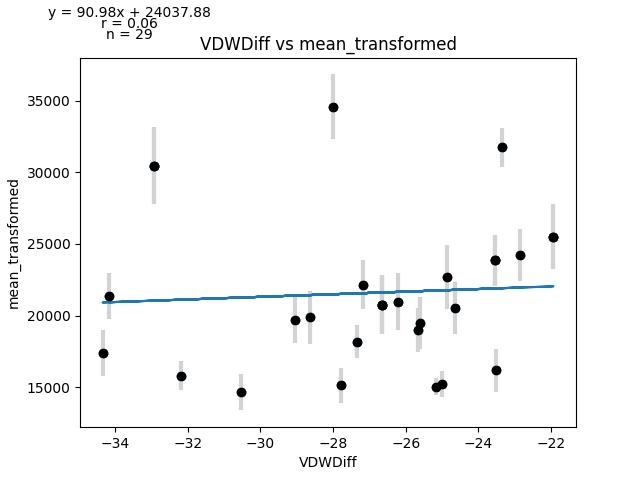 y = 90.98x + 24037.88
r = 0.06
n = 29
VDWDiff vs mean_transformed
35000
30000
25000
20000
15000
mean_transformed
−34
−32
−30
−28
−26
−24
−22
VDWDiff